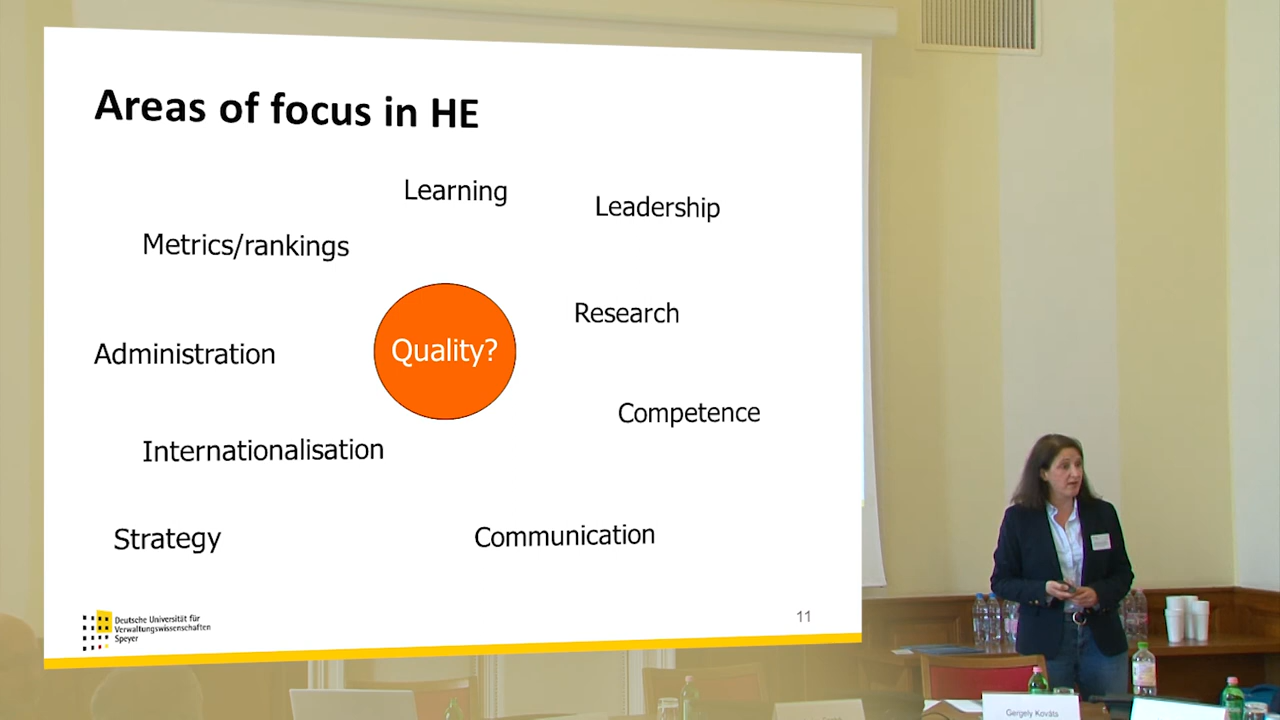 Areas of focus in HE
Learning
Leadership
Metrics/rankings
Research
Quality?
Administration
Competence
Internationalisation
Strategy
Communication
Deutsche Universität für
Verwaltungswissenschaften
Speyer
11
Gergely Kováts